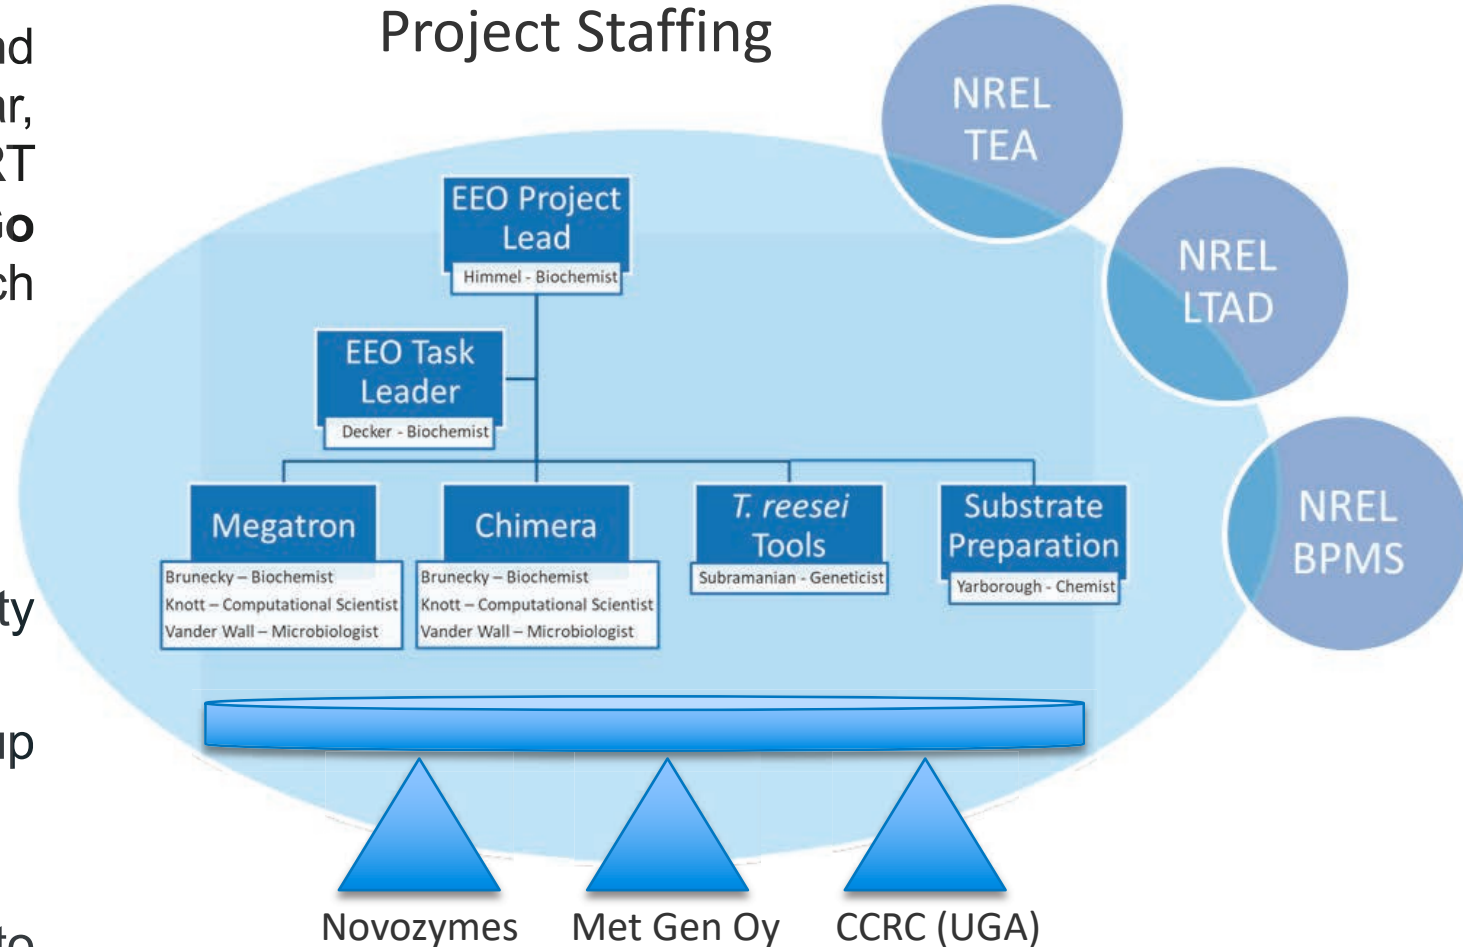 Project Staffing
NREL
TEA
NREL
LTAD
NREL
BPMS
EEO Project
Lead
Himmel - Biochemist
EEO Task
Leader
Decker - Biochemist
Megatron
Brunecky – Biochemist
Knott – Computational Scientist
Vander Wall – Microbiologist
Chimera
Brunecky – Biochemist
Knott – Computational Scientist
Vander Wall – Microbiologist
T. reesei
Tools
Subramanian - Geneticist
Substrate
Preparation
Yarborough - Chemist
Novozymes
Met Gen Oy
CCRC (UGA)
up